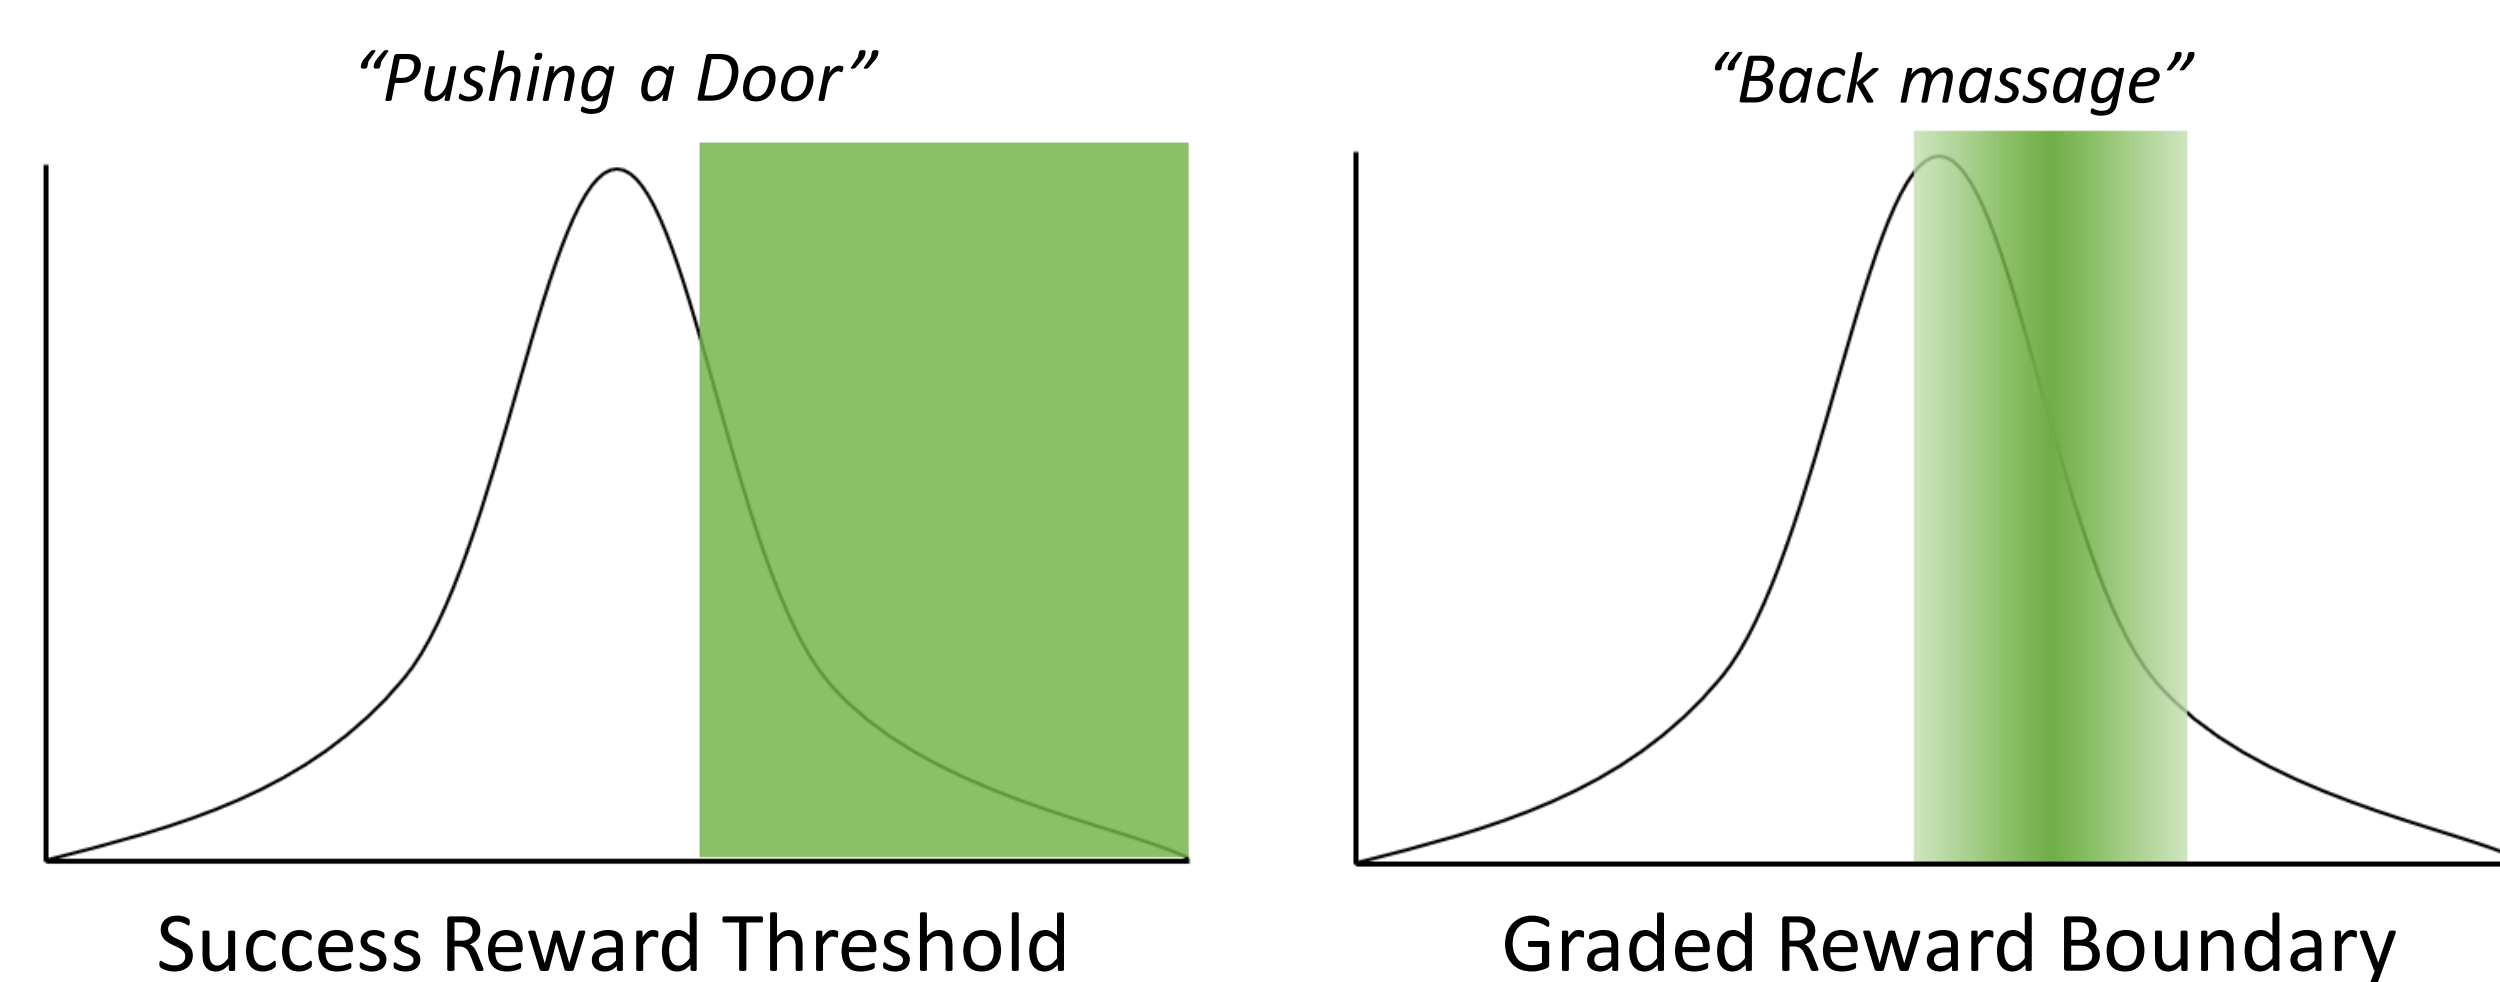 “Pushing a Door”
“Back massage”
Success Reward Threshold
Graded Reward Boundary